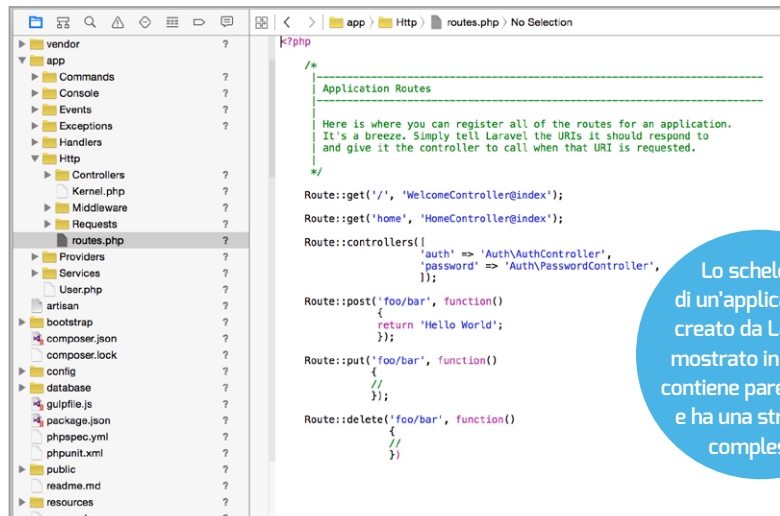 app > Http > routes.php > No Selection
vendor ?
app
Commands ?
Console ?
Events ?
Exceptions ?
Handlers
Http
Controllers ?
Kernel.php ?
Middleware ?
Requests ?
routes.php ?
Providers ?
Services ?
User.php ?
artisan ?
bootstrap ?
composer.json ?
composer.lock ?
config ?
database ?
gulpfile.js ?
package.json ?
phpspec.yml ?
phpunit.xml ?
public ?
readme.md ?
resources ?
<?php
/*
|--------------------------------------------------------------------------
| Application Routes
|--------------------------------------------------------------------------
|
| Here is where you can register all of the routes for an application.
| It's a breeze. Simply tell Laravel the URIs it should respond to
| and give it the controller to call when that URI is requested.
|
*/
Route::get('/', 'WelcomeController@index');
Route::get('home', 'HomeController@index');
Route::controllers([
'auth' => 'Auth\AuthController',
'password' => 'Auth\PasswordController',
]);
Route::post('foo/bar', function()
{
return 'Hello World';
});
Route::put('foo/bar', function()
{
//
});
Route::delete('foo/bar', function()
{
//
})
Lo schele
di un'applica
creato da L
mostrato in
contiene pare
e ha una str
comples